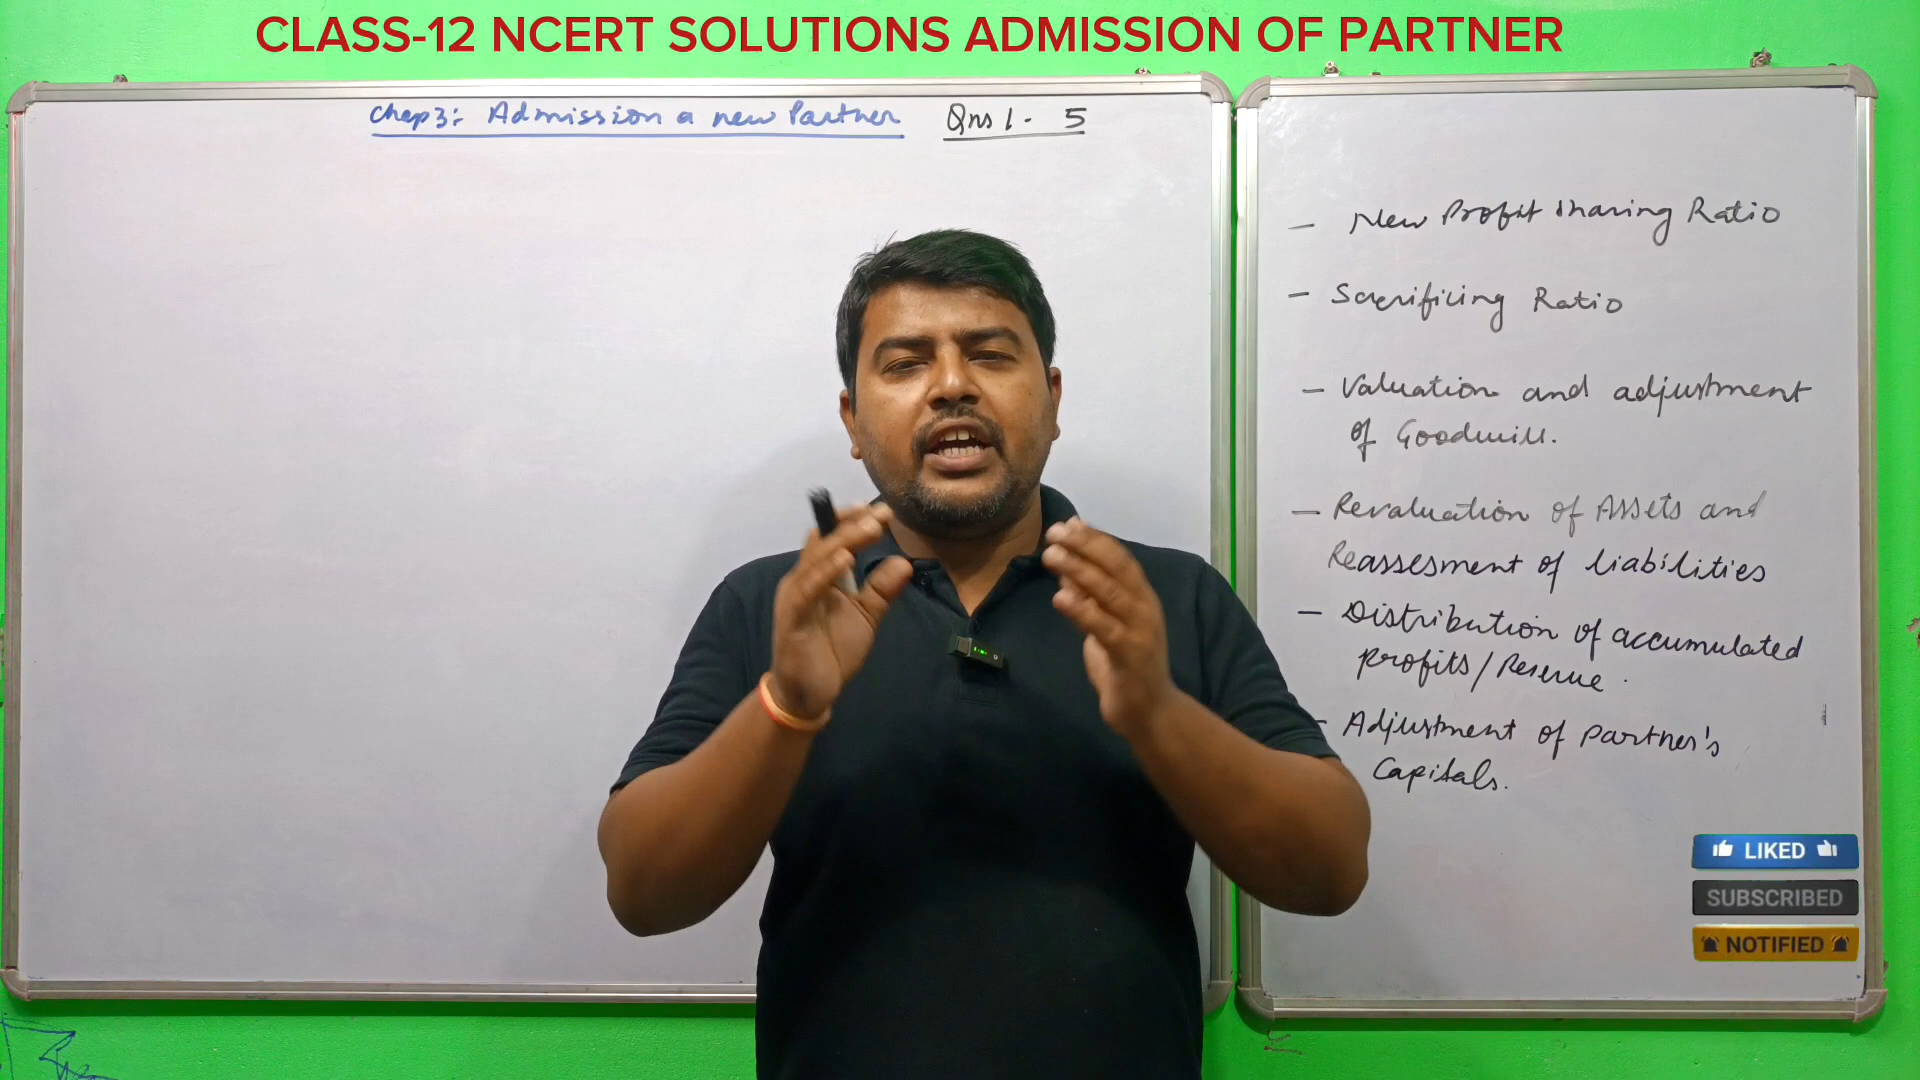 CLASS-12 NCERT SOLUTIONS ADMISSION OF PARTNER
Chap3: Admission a new Partner Qns 1 - 5
- New Profit sharing Ratio
- Sacrificing Ratio
- Valuation and adjustment
of Goodwill.
- Revaluation of Assets and
Reassesment of liabilities
- Distribution of accumulated
Profits/Reserve.
- Adjustment of Partner's
Capitals.
LIKED
SUBSCRIBED
NOTIFIED